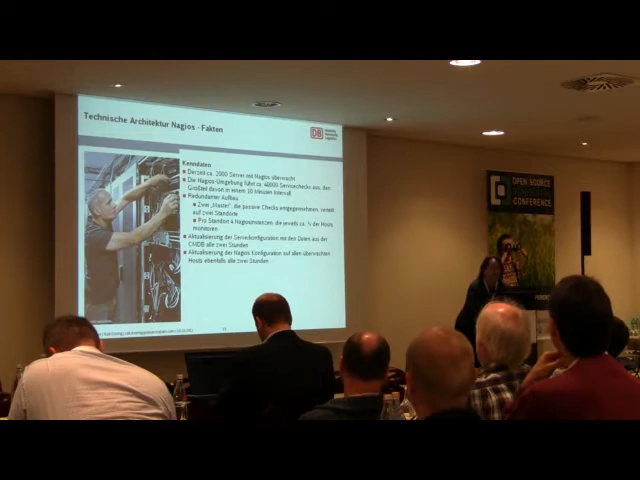 Technische Architektur Nagios - Fakten
DB
Kenndaten
Derzeit ca. 2000 Server mit Nagios überwacht
Die Nagios-Umgebung führt ca. 48000 Servicechecks aus, den
Großteil davon in einem 10 Minuten Intervall
Redundanter Aufbau
Zwei „Master“, die passive Checks entgegennehmen, verteilt
auf zwei Standorte
Pro Standort 4 Nagiosinstanzen, die jeweils ca. ¼ der Hosts
monitoren
Aktualisierung der Serverkonfiguration mit den Daten aus der
CMDB alle zwei Stunden
Aktualisierung der Nagios Konfiguration auf allen überwachten
Hosts ebenfalls alle zwei Stunden
OPEN SOURCE
CONFERENCE